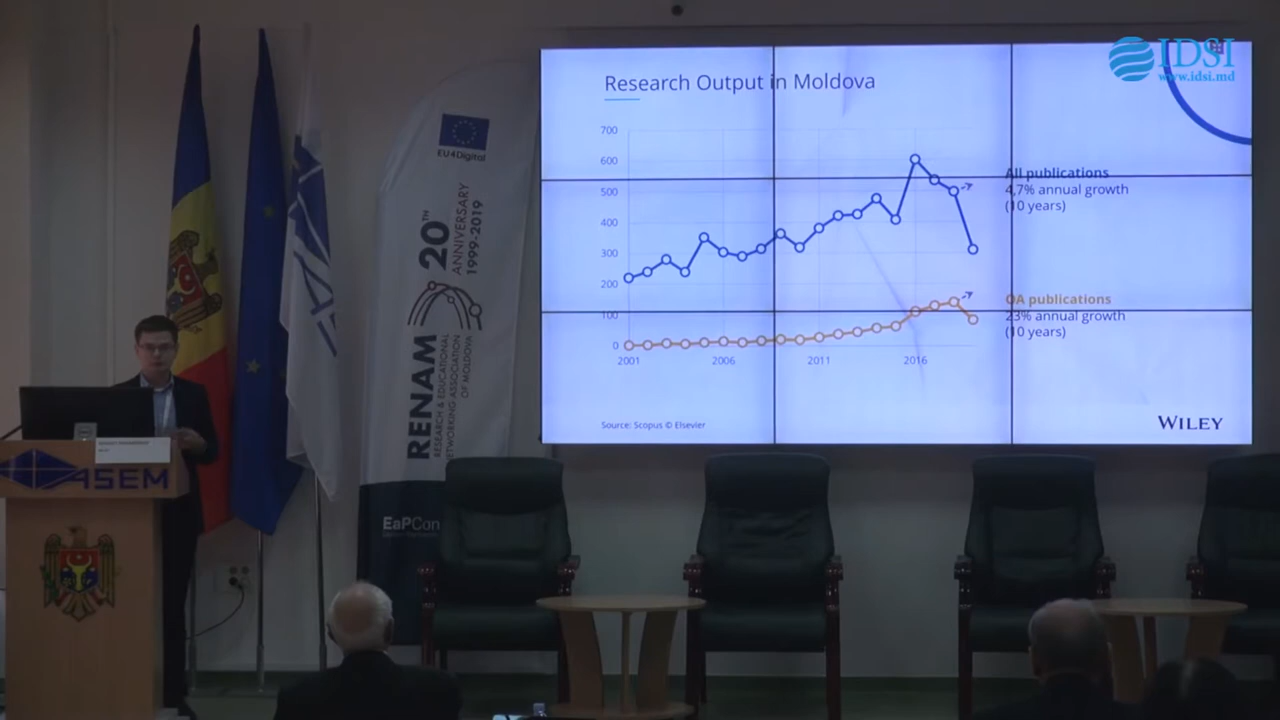 IDSI
www.idsi.md
Research Output in Moldova
700
600
500
400
300
200
100
0
2001
2006
2011
2016
All publications
4,7% annual growth
(10 years)
OA publications
23% annual growth
(10 years)
Source: Scopus © Elsevier
WILEY
EU4Digital
20TH
ANNIVERSARY
1999-2019
RENAM
RESEARCH & EDUCATIONAL
NETWORKING ASSOCIATION
OF MOLDOVA
EaPCon
ASEM